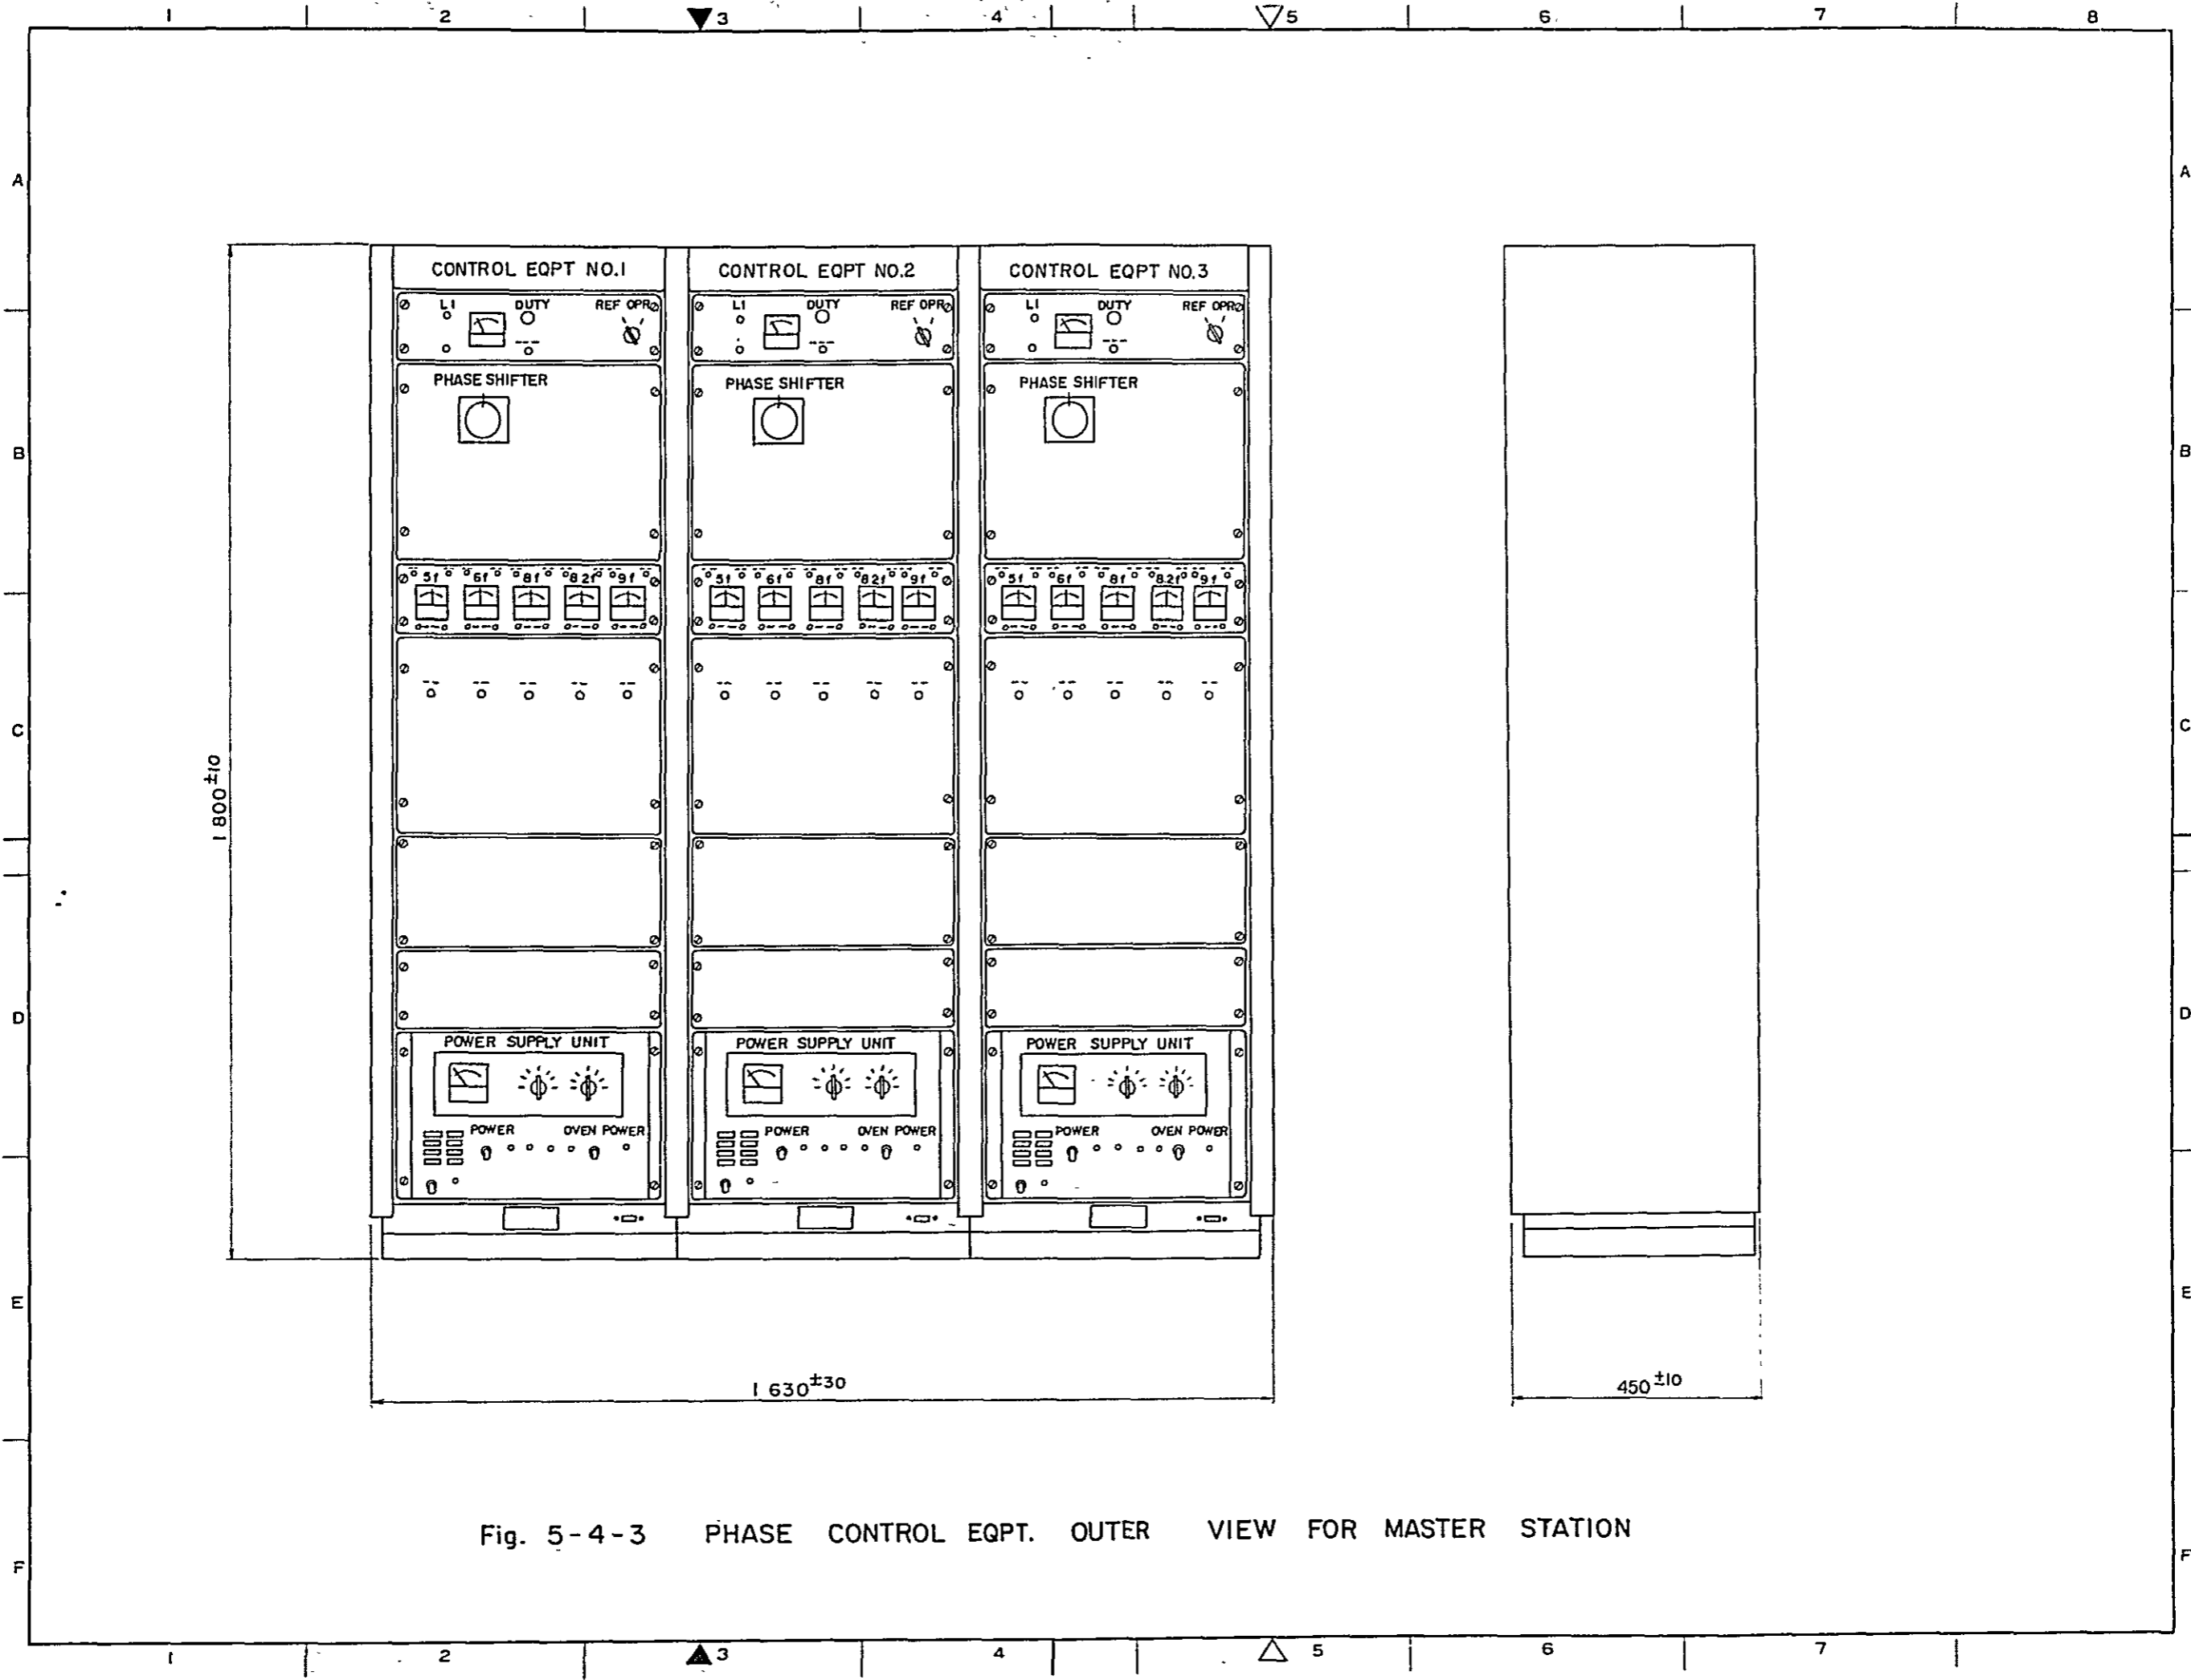 1 2 3 4 5 6 7 8
A A
CONTROL EQPT NO.1 CONTROL EQPT NO.2 CONTROL EQPT NO.3
L1 DUTY REF OPR L1 DUTY REF OPR L1 DUTY REF OPR
PHASE SHIFTER PHASE SHIFTER PHASE SHIFTER
B B
5f 6f 8f 8.2f 9f 5f 6f 8f 8.2f 9f 5f 6f 8f 8.2f 9f
C C
1800±10
D D
POWER SUPPLY UNIT POWER SUPPLY UNIT POWER SUPPLY UNIT
POWER OVEN POWER POWER OVEN POWER POWER OVEN POWER
E E
1630±30 450±10
Fig. 5-4-3 PHASE CONTROL EQPT. OUTER VIEW FOR MASTER STATION
F F
1 2 3 4 5 6 7